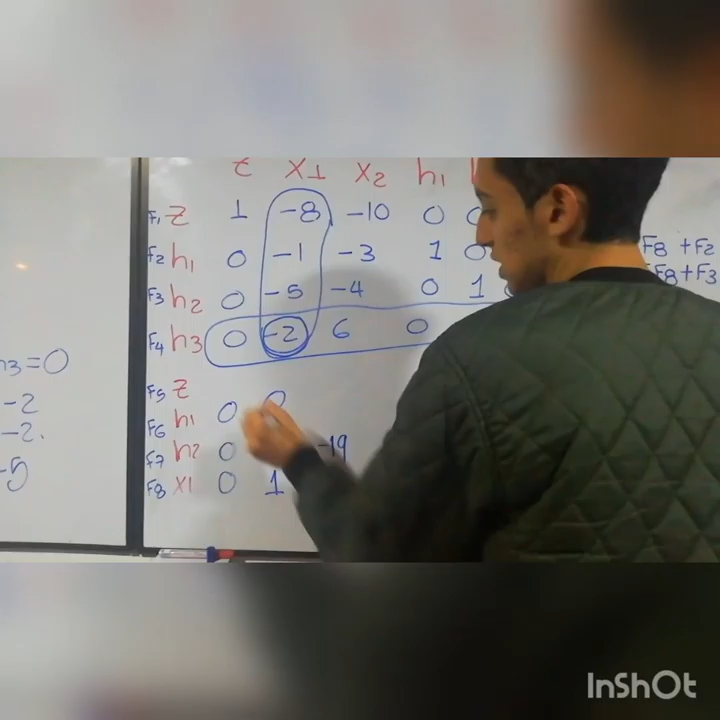 Z X1 X2 h1
F1 Z 1 -8 -10 0 0
F2 h1 0 -1 -3 1 0
F3 h2 0 -5 -4 0 1
F4 h3 0 -2 6 0
F5 Z
F6 h1 0 0
F7 h2 0 -19
F8 X1 0 1
F8 +F2
F8+F3
h3=0
-2
-2.
-5
InShOt